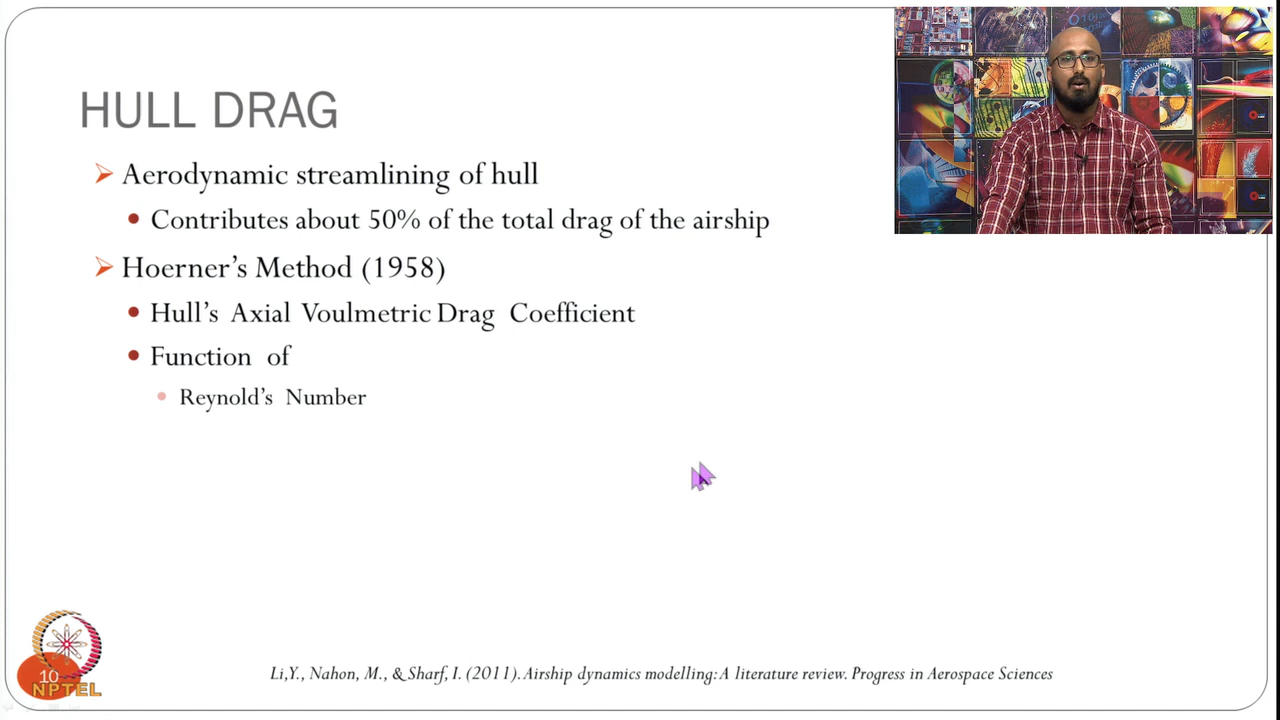 HULL DRAG
Aerodynamic streamlining of hull
Contributes about 50% of the total drag of the airship
Hoerner's Method (1958)
Hull's Axial Voulmetric Drag Coefficient
Function of
Reynold's Number
10
NPTEL
Li,Y., Nahon, M., & Sharf, I. (2011). Airship dynamics modelling: A literature review. Progress in Aerospace Sciences